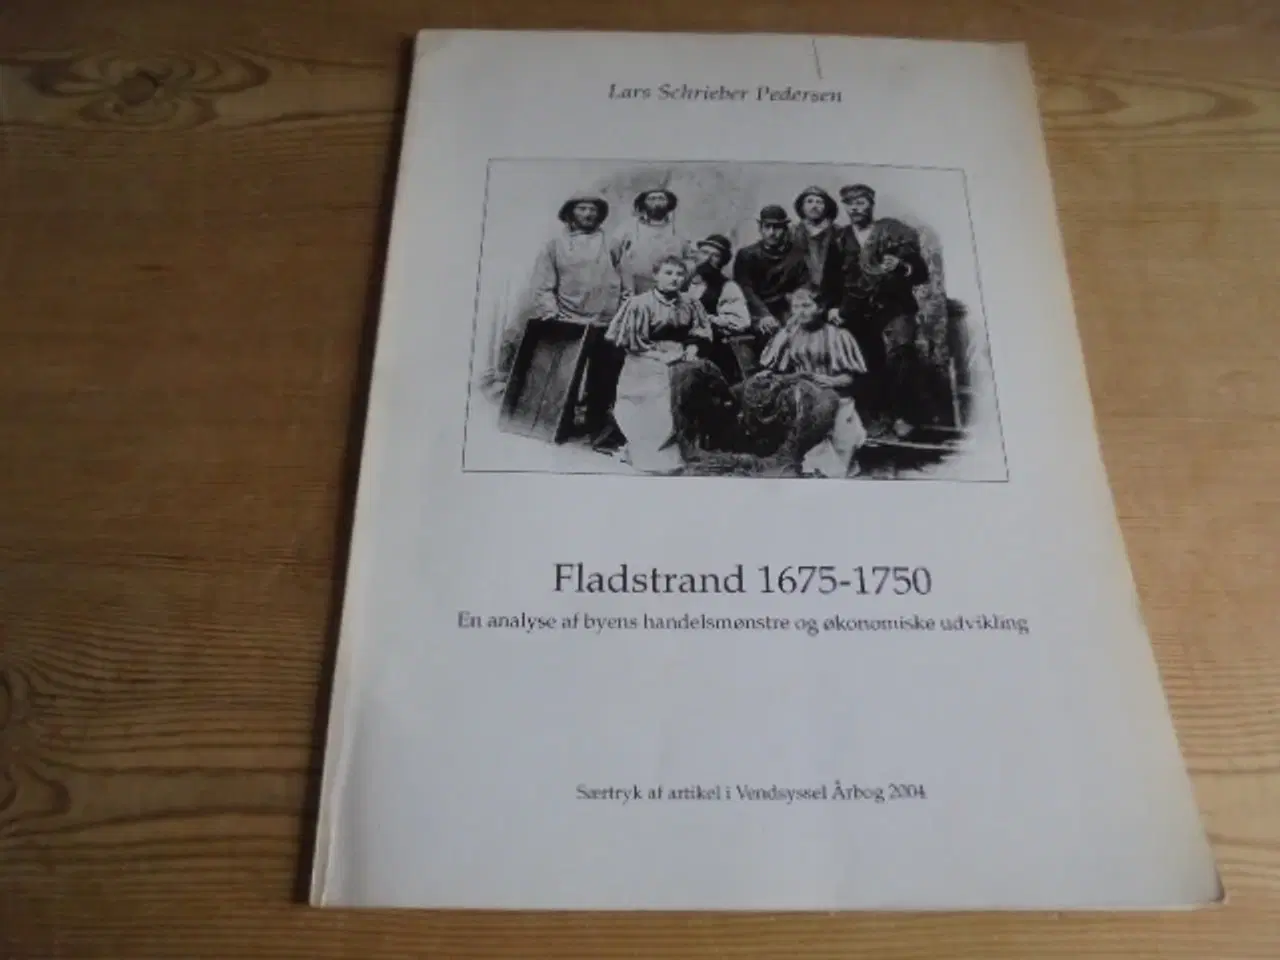 Lars Schrieber Pedersen
Fladstrand 1675-1750
En analyse af byens handelsmønstre og økonomiske udvikling
Særtryk af artikel i Vendsyssel Årbog 2004